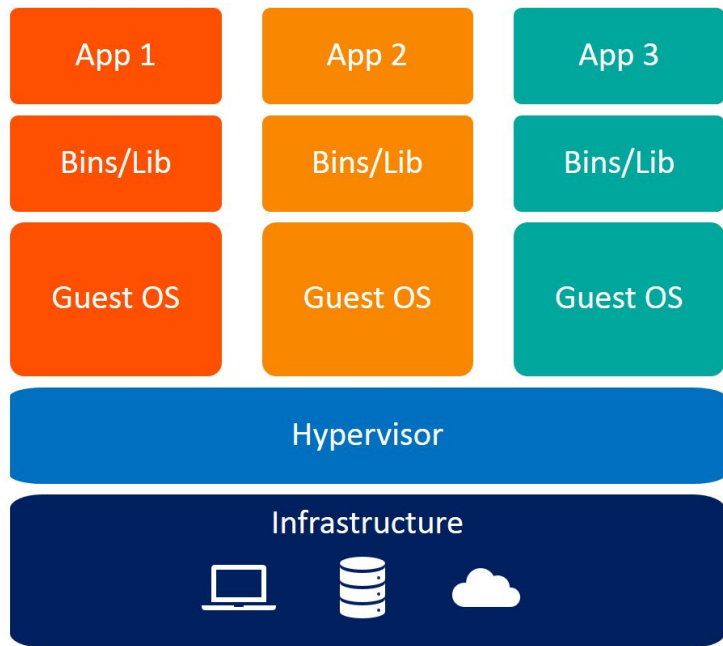 App 1
App 2
App 3
Bins/Lib
Bins/Lib
Bins/Lib
Guest OS
Guest OS
Guest OS
Hypervisor
Infrastructure